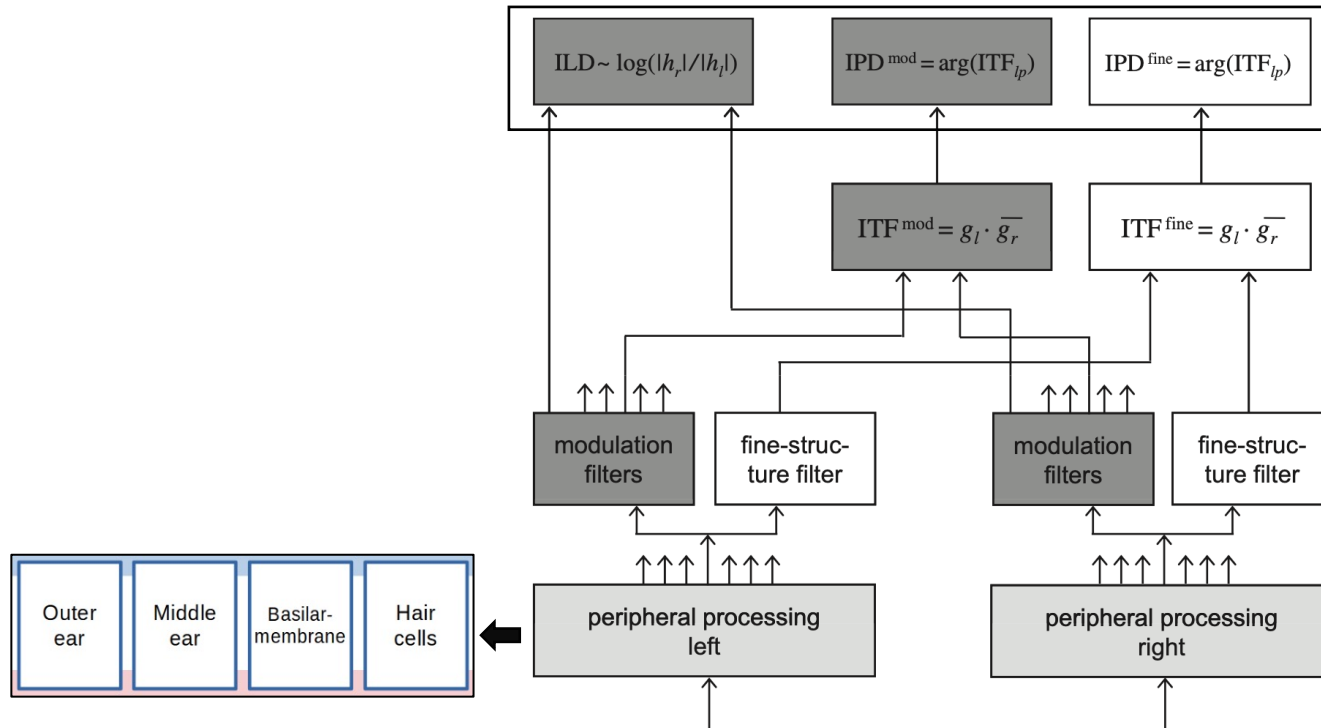 ILD ~ log(|h_r|/|h_l|)
IPD^mod = arg(ITF_lp)
IPD^fine = arg(ITF_lp)
ITF^mod = g_l · \overline{g_r}
ITF^fine = g_l · \overline{g_r}
modulation
filters
fine-struc-
ture filter
modulation
filters
fine-struc-
ture filter
Outer
ear
Middle
ear
Basilar-
membrane
Hair
cells
peripheral processing
left
peripheral processing
right